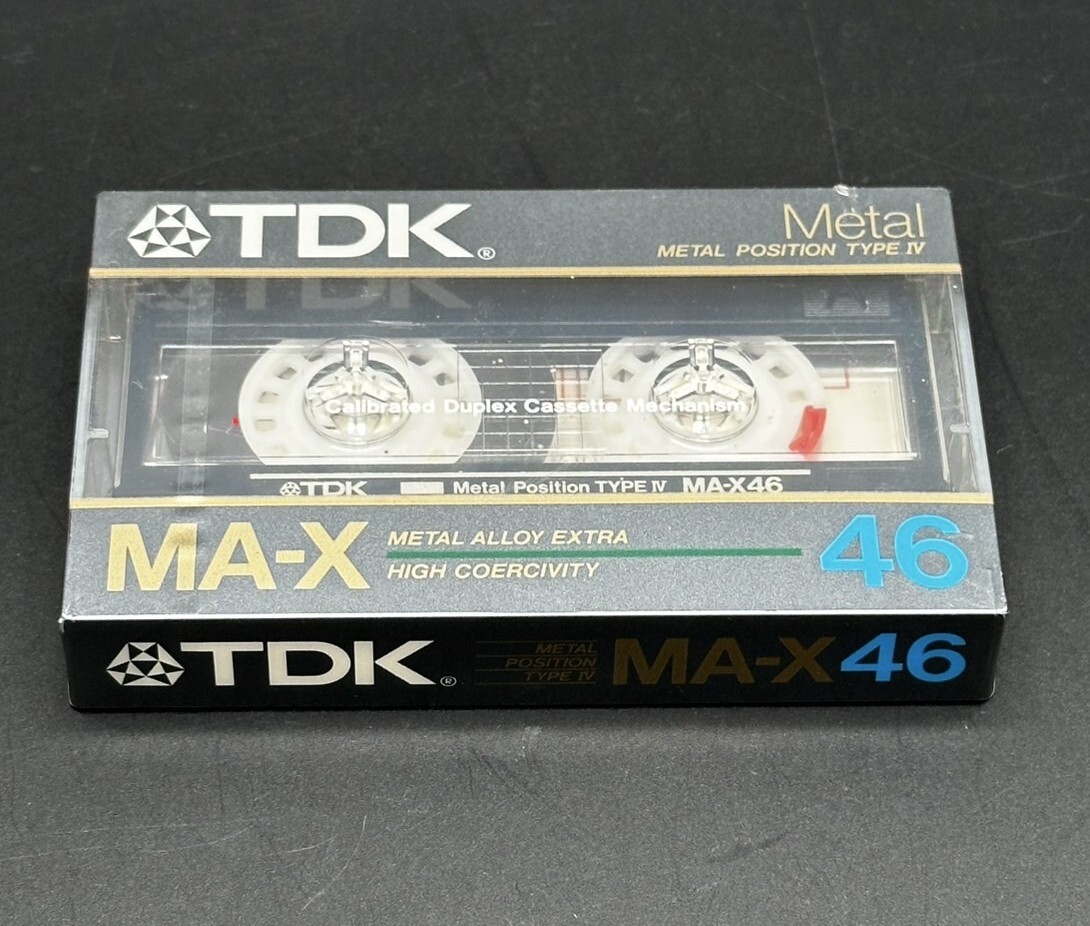 TDK®
Metal
METAL POSITION TYPE IV
TDK
Calibrated Duplex Cassette Mechanism
TDK Metal Position TYPE IV MA-X46
MA-X
METAL ALLOY EXTRA
HIGH COERCIVITY
46
TDK®
METAL
POSITION
TYPE IV
MA-X46